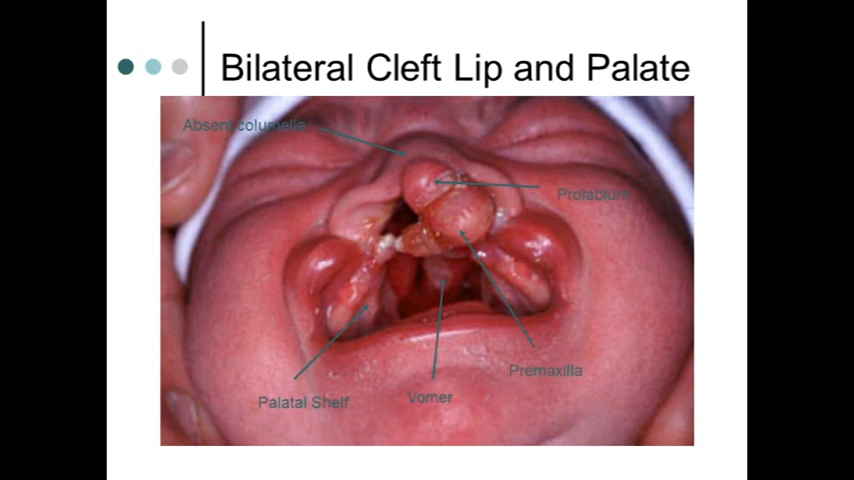 Bilateral Cleft Lip and Palate
Absent columella
Prolabium
Premaxilla
Vomer
Palatal Shelf